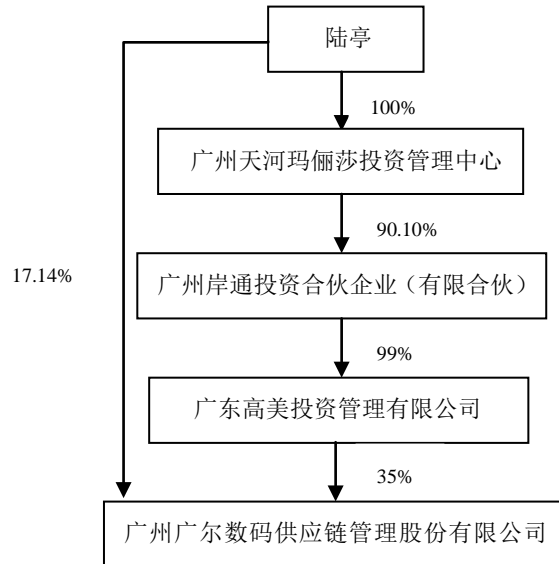 陆亭
100%
广州天河玛俪莎投资管理中心
90.10%
17.14%
广州岸通投资合伙企业（有限合伙）
99%
广东高美投资管理有限公司
35%
广州广尔数码供应链管理股份有限公司